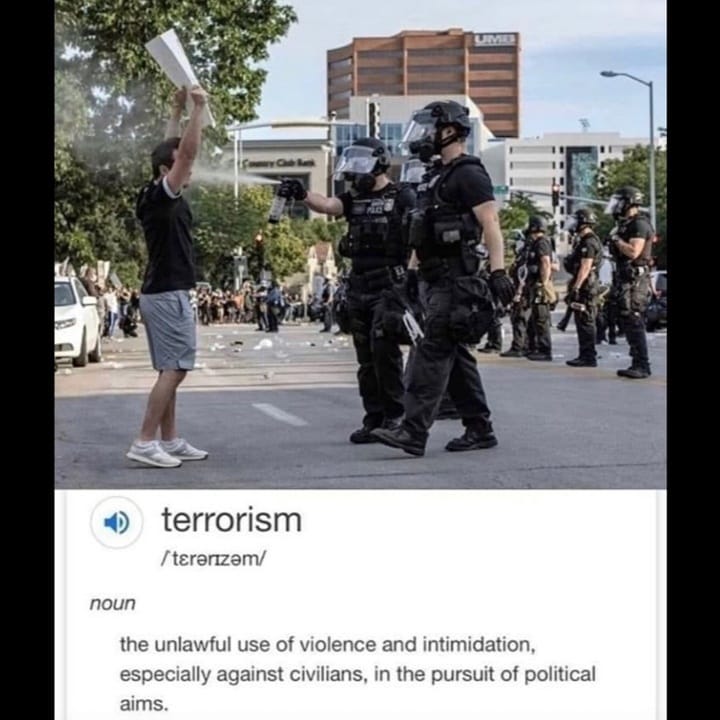 UMB
Country Club Bank
POLICE
terrorism
/ˈtɛrərɪzəm/
noun
the unlawful use of violence and intimidation,
especially against civilians, in the pursuit of political
aims.